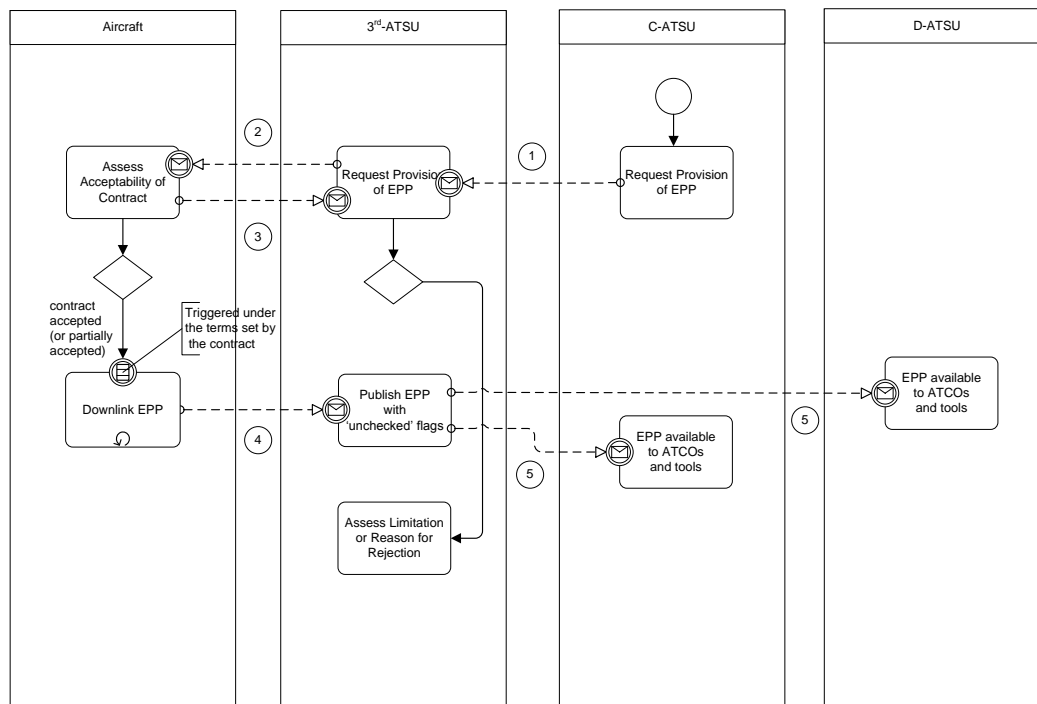 Aircraft
3rd-ATSU
C-ATSU
D-ATSU
2
1
Assess
Acceptability of
Contract
Request Provision
of EPP
Request Provision
of EPP
3
contract
accepted
(or partially
accepted)
Triggered under
the terms set by
the contract
Downlink EPP
4
Publish EPP
with
'unchecked' flags
5
EPP available
to ATCOs
and tools
5
EPP available
to ATCOs
and tools
Assess Limitation
or Reason for
Rejection